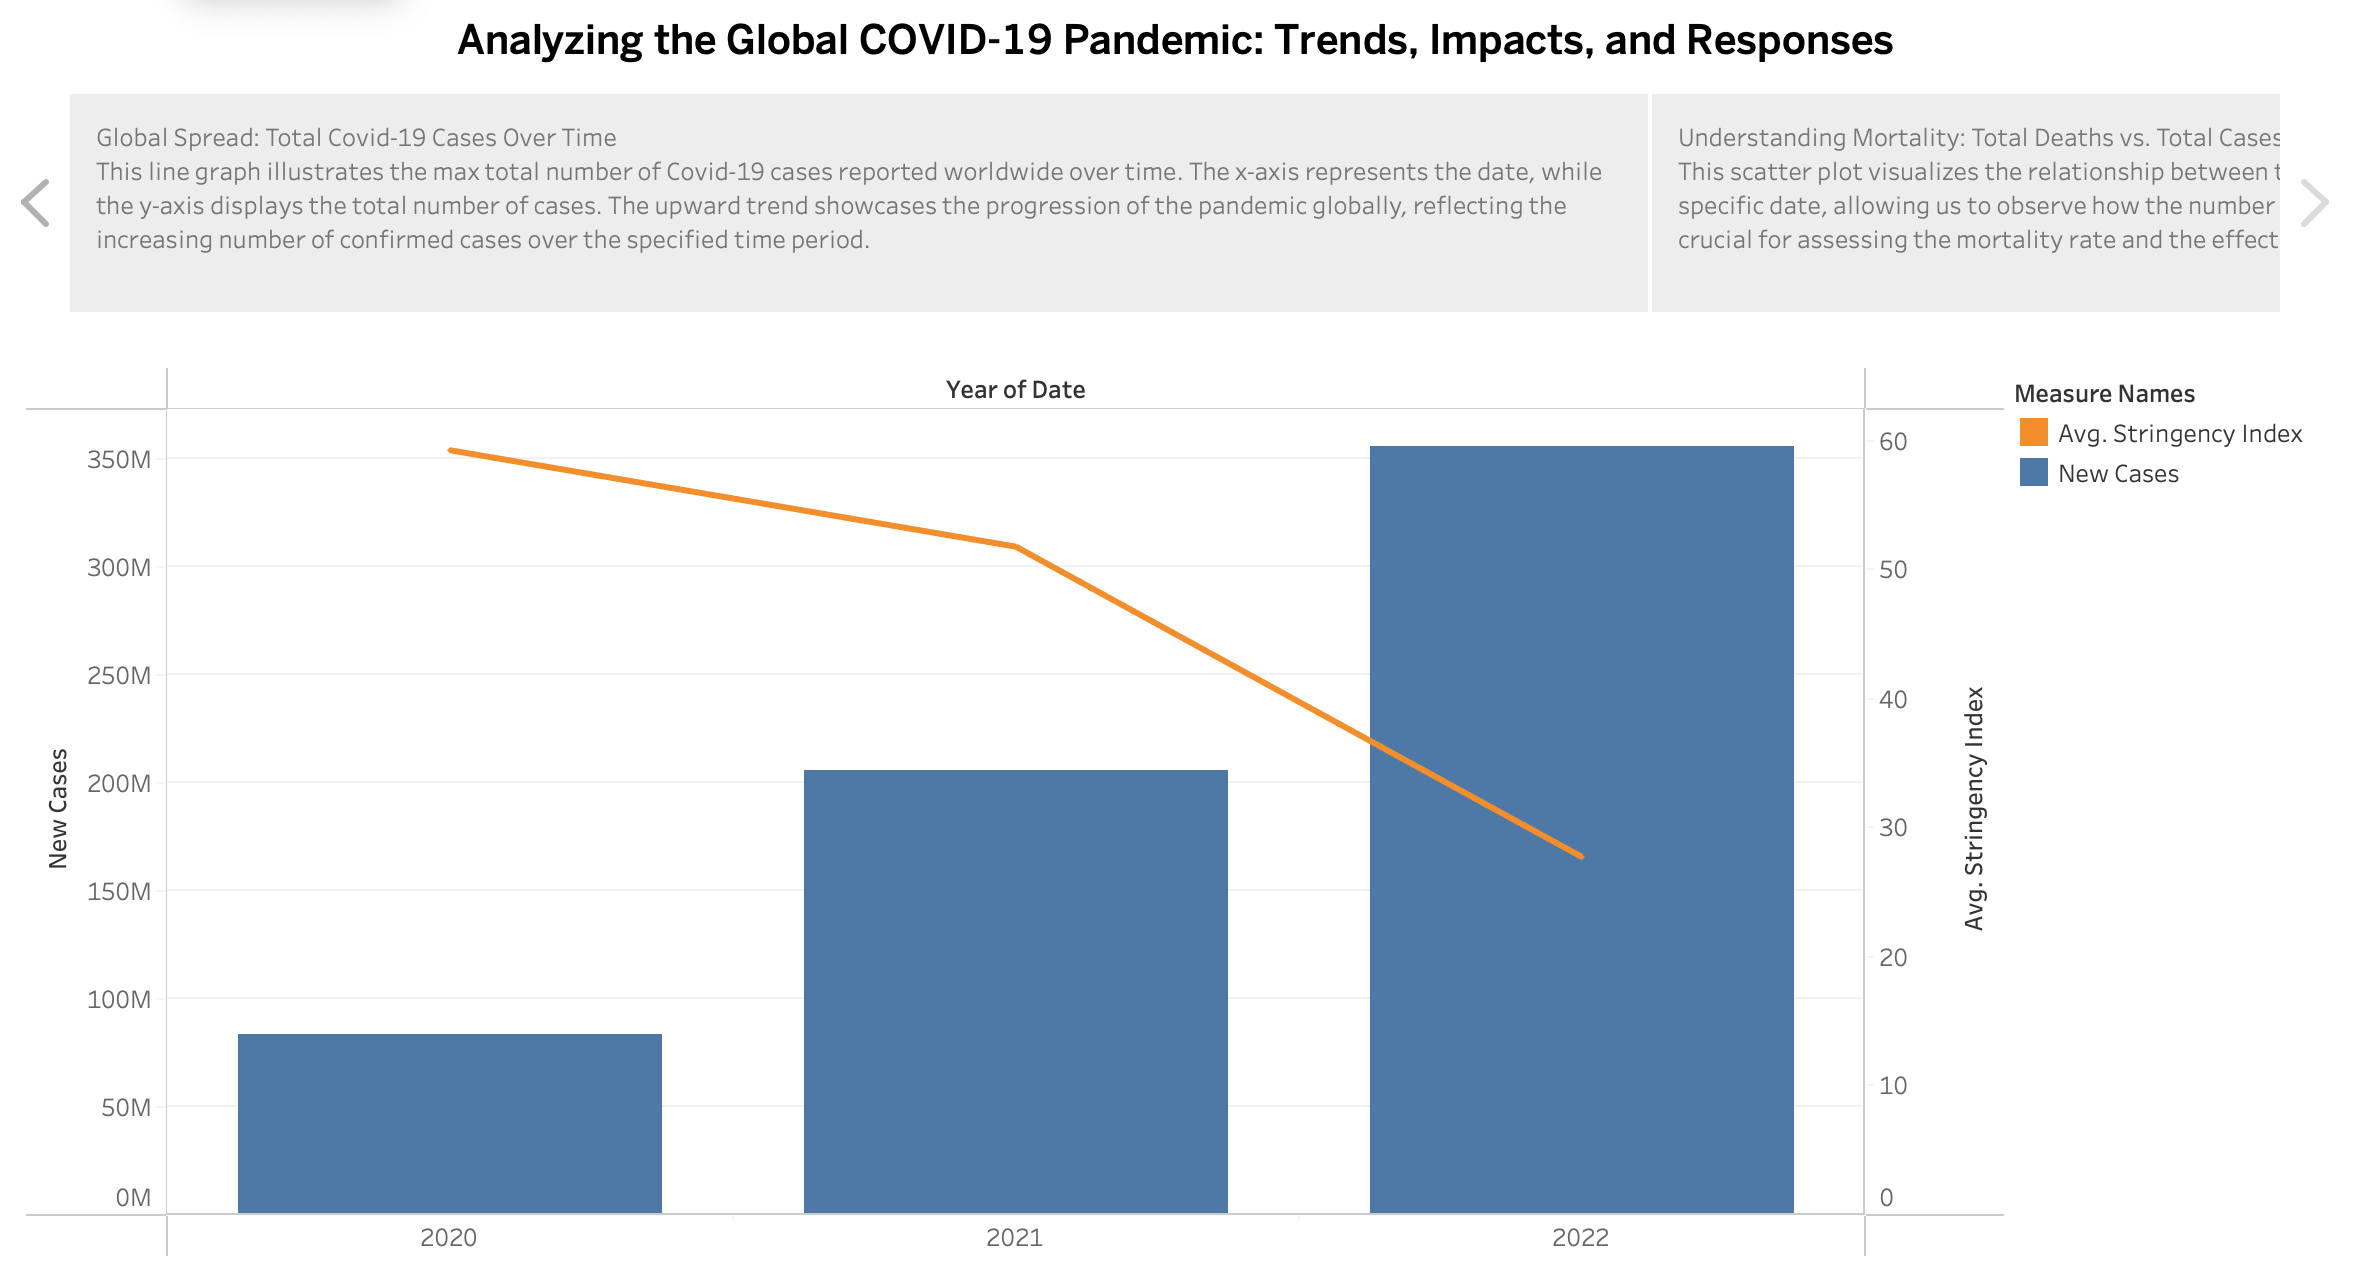 Analyzing the Global COVID-19 Pandemic: Trends, Impacts, and Responses
Global Spread: Total Covid-19 Cases Over Time
This line graph illustrates the max total number of Covid-19 cases reported worldwide over time. The x-axis represents the date, while
the y-axis displays the total number of cases. The upward trend showcases the progression of the pandemic globally, reflecting the
increasing number of confirmed cases over the specified time period.
Understanding Mortality: Total Deaths vs. Total Cases
This scatter plot visualizes the relationship between
specific date, allowing us to observe how the number
crucial for assessing the mortality rate and the
Year of Date
Measure Names
Avg. Stringency Index
New Cases
New Cases
350M
300M
250M
200M
150M
100M
50M
0M
60
50
40
30
20
10
0
Avg. Stringency Index
2020
2021
2022